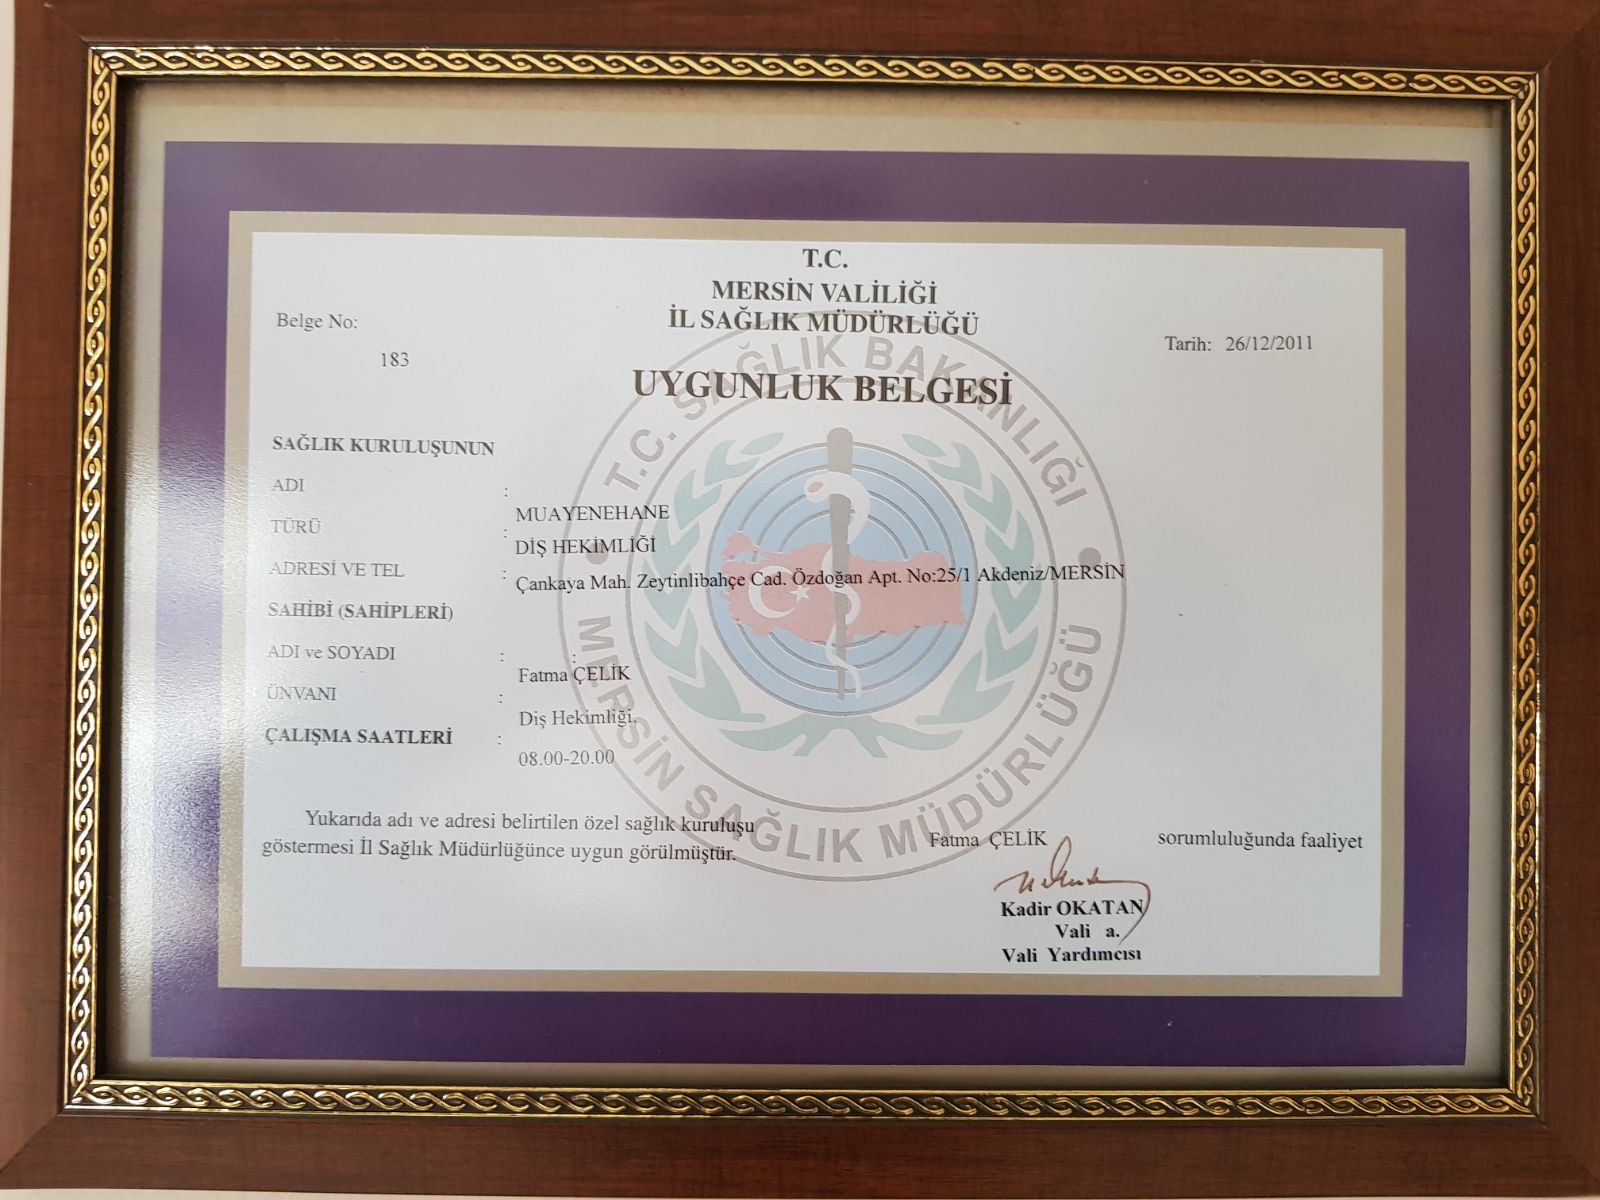 T.C.
MERSİN VALİLİĞİ
İL SAĞLIK MÜDÜRLÜĞÜ
Belge No:
183
Tarih: 26/12/2011
UYGUNLUK BELGESİ
SAĞLIK KURULUŞUNUN
ADI :
MUAYENEHANE
TÜRÜ :
DİŞ HEKİMLİĞİ
ADRESİ VE TEL :
Çankaya Mah. Zeytinlibahçe Cad. Özdoğan Apt. No:25/1 Akdeniz/MERSİN
SAHİBİ (SAHİPLERİ)
:
ADI ve SOYADI :
Fatma ÇELİK
ÜNVANI :
Diş Hekimliği.
ÇALIŞMA SAATLERİ :
08.00-20.00
Yukarıda adı ve adresi belirtilen özel sağlık kuruluşu Fatma ÇELİK sorumluluğunda faaliyet
göstermesi İl Sağlık Müdürlüğünce uygun görülmüştür.
Kadir OKATAN
Vali a.
Vali Yardımcısı
T.C. SAĞLIK BAKANLIĞI
MERSİN SAĞLIK MÜDÜRLÜĞÜ